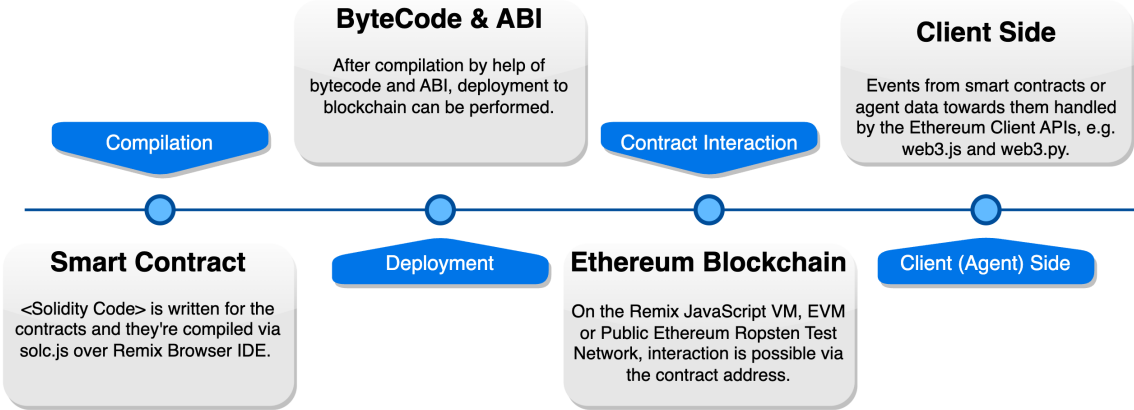 Compilation
Smart Contract
<Solidity Code> is written for the
contracts and they're compiled via
solc.js over Remix Browser IDE.
ByteCode & ABI
After compilation by help of
bytecode and ABI, deployment to
blockchain can be performed.
Deployment
Contract Interaction
Ethereum Blockchain
On the Remix JavaScript VM, EVM
or Public Ethereum Ropsten Test
Network, interaction is possible via
the contract address.
Client Side
Events from smart contracts or
agent data towards them handled
by the Ethereum Client APIs, e.g.
web3.js and web3.py.
Client (Agent) Side